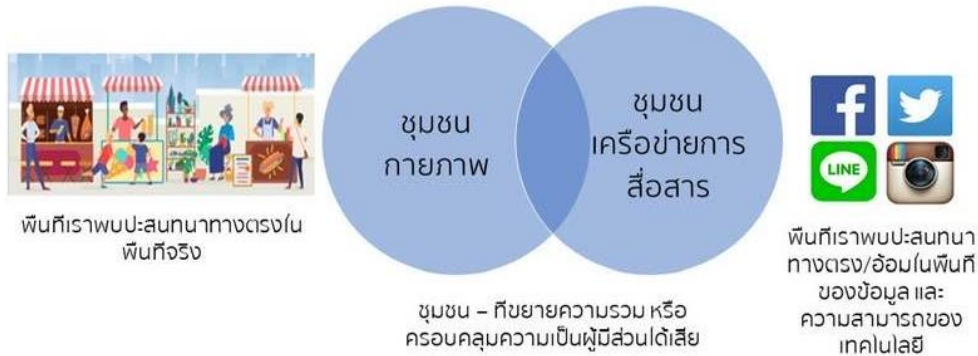 ชุมชน
กายภาพ
ชุมชน
เครือข่ายการ
สื่อสาร
LINE
พื้นที่เราพบปะสนทนาทางตรงใน
พื้นที่จริง
พื้นที่เราพบปะสนทนา
ทางตรง/อ้อมในพื้นที่
ของข้อมูล และ
ความสามารถของ
เทคโนโลยี
ชุมชน – ที่ขยายความรวม หรือ
ครอบคลุมความเป็นผู้มีส่วนได้เสีย